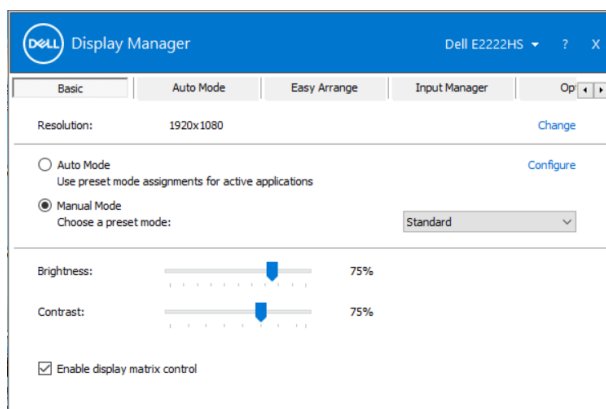 DELL Display Manager Dell E2222HS ? X
Basic Auto Mode Easy Arrange Input Manager
Resolution: 1920x1080 Change
Auto Mode Configure
Use preset mode assignments for active applications
Manual Mode
Choose a preset mode: Standard
Brightness: 75%
Contrast: 75%
Enable display matrix control